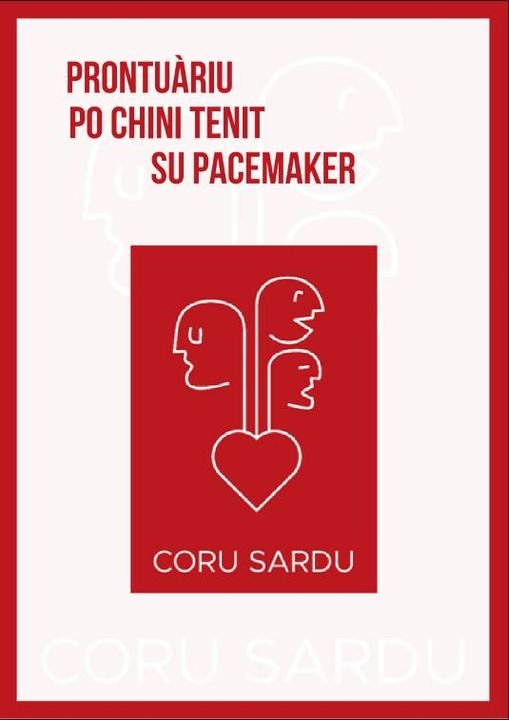 PRONTUÀRIU
PO CHINI TENIT
SU PACEMAKER
CORU SARDU
CORU SARDU